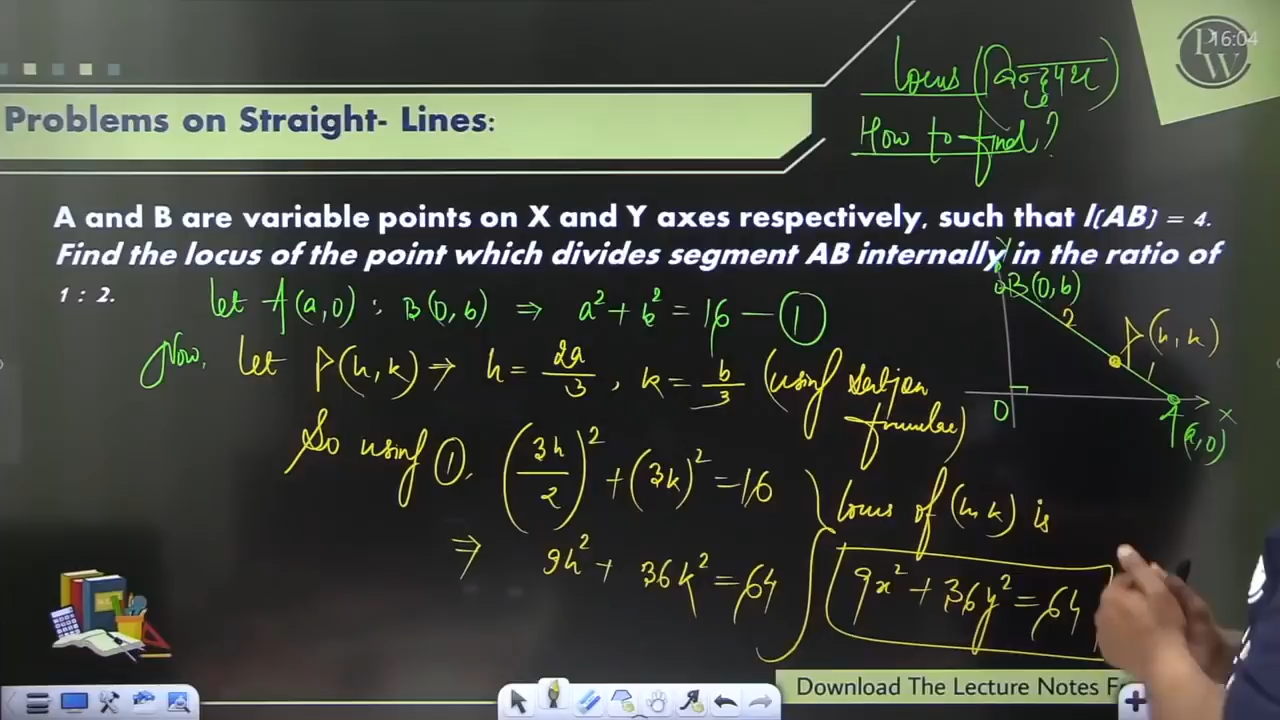 PW
16:04
locus (बिन्दुपथ)
How to find?
Problems on Straight- Lines:
A and B are variable points on X and Y axes respectively, such that l(AB) = 4.
Find the locus of the point which divides segment AB internally in the ratio of
1 : 2.
let A(a,0) ; B(0,b) ⇒ a² + b² = 16 — ①
Now, let P(h,k) → h = 2a/3 , k = b/3 (using section
formulae)
So using ①, (3h/2)² + (3k)² = 16
⇒ 9h² + 36k² = 64
locus of (h,k) is
9x² + 36y² = 64
Y
B(0,b)
2
P(h,k)
1
O
A
(a,0)
X
Download The Lecture Notes F